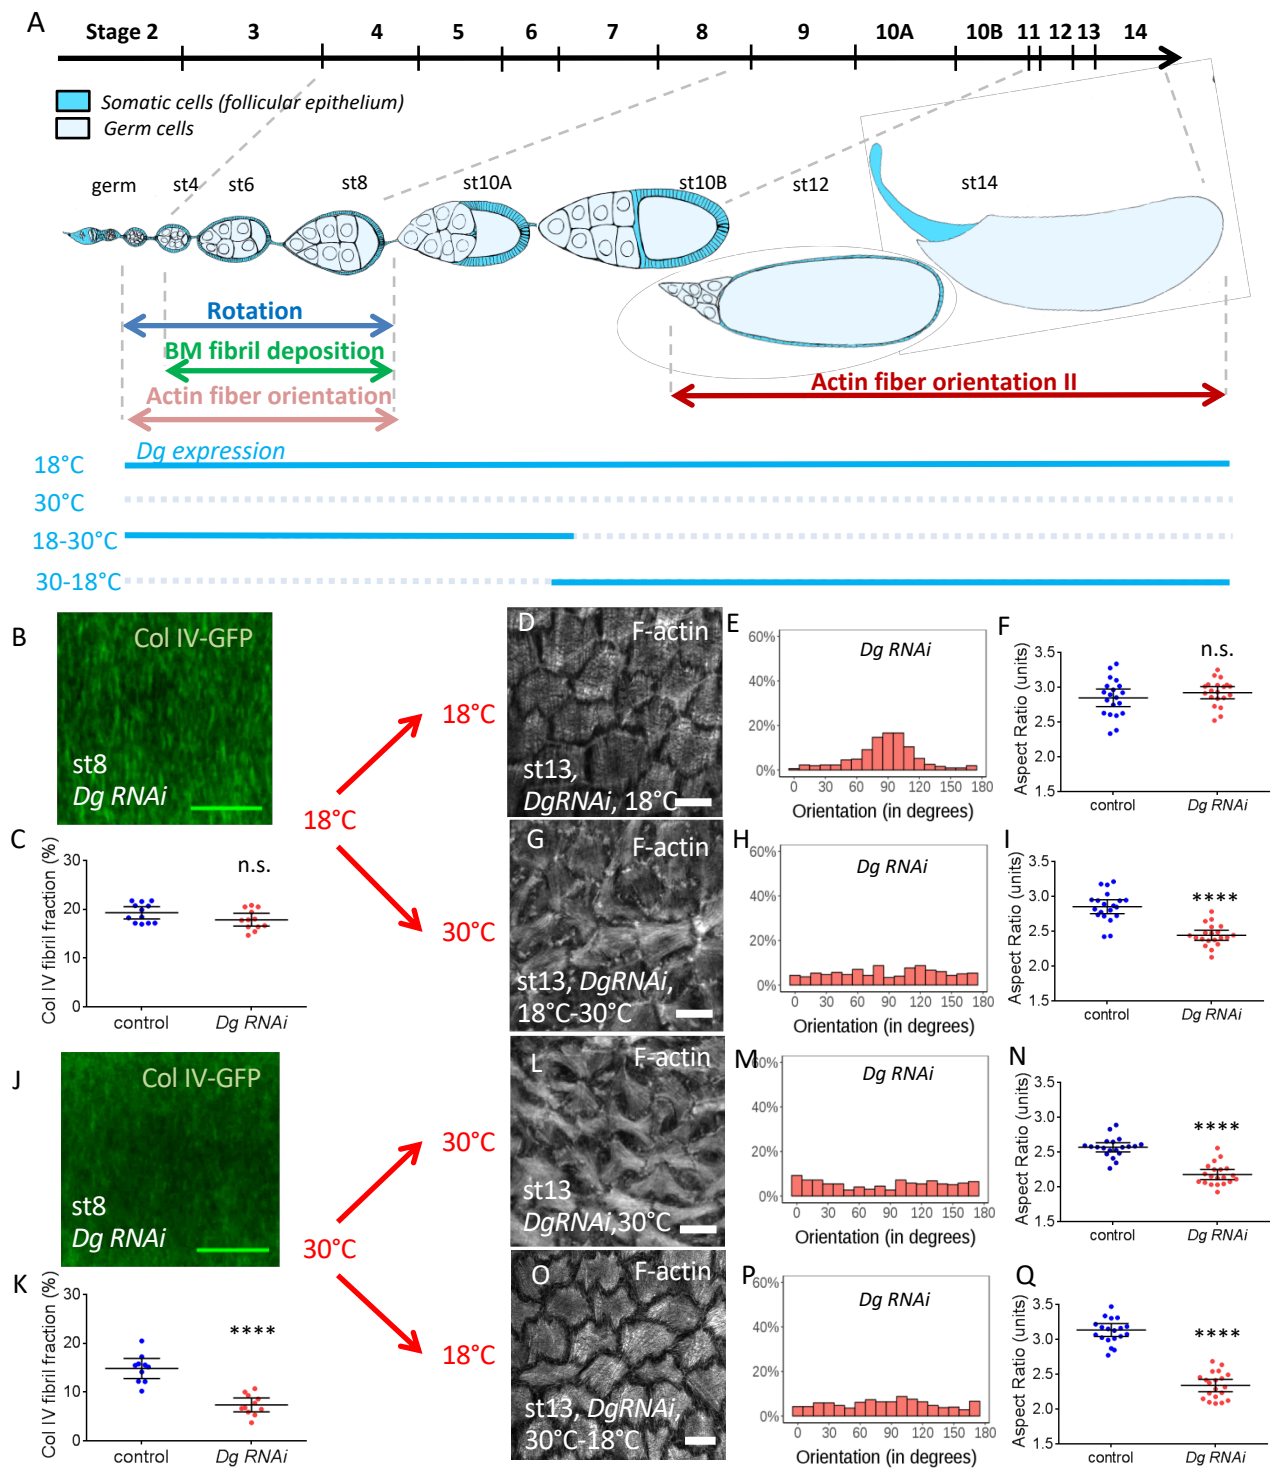 A
Stage 2 3 4 5 6 7 8 9 10A 10B 11 12 13 14
Somatic cells (follicular epithelium)
Germ cells
germ st4 st6 st8 st10A st10B st12 st14
Rotation
BM fibril deposition
Actin fiber orientation
Actin fiber orientation II
Dg expression
18°C
30°C
18-30°C
30-18°C
B
Col IV-GFP
st8
Dg RNAi
C
Col IV fibril fraction (%)
30
20
10
0
n.s.
control Dg RNAi
18°C
18°C
30°C
D
F-actin
st13,
DgRNAi, 18°C
E
Dg RNAi
60%
40%
20%
0%
0 30 60 90 120 150 180
Orientation (in degrees)
F
Aspect Ratio (units)
3.5
3.0
2.5
2.0
1.5
n.s.
control Dg RNAi
G
F-actin
st13, DgRNAi,
18°C-30°C
H
Dg RNAi
60%
40%
20%
0%
0 30 60 90 120 150 180
Orientation (in degrees)
I
Aspect Ratio (units)
3.5
3.0
2.5
2.0
1.5
****
control Dg RNAi
J
Col IV-GFP
st8
Dg RNAi
K
Col IV fibril fraction (%)
30
20
10
0
****
control Dg RNAi
30°C
30°C
18°C
L
F-actin
st13
DgRNAi,30°C
M
Dg RNAi
60%
40%
20%
0%
0 30 60 90 120 150 180
Orientation (in degrees)
N
Aspect Ratio (units)
3.5
3.0
2.5
2.0
1.5
****
control Dg RNAi
O
F-actin
st13, DgRNAi,
30°C-18°C
P
Dg RNAi
60%
40%
20%
0%
0 30 60 90 120 150 180
Orientation (in degrees)
Q
Aspect Ratio (units)
3.5
3.0
2.5
2.0
1.5
****
control Dg RNAi